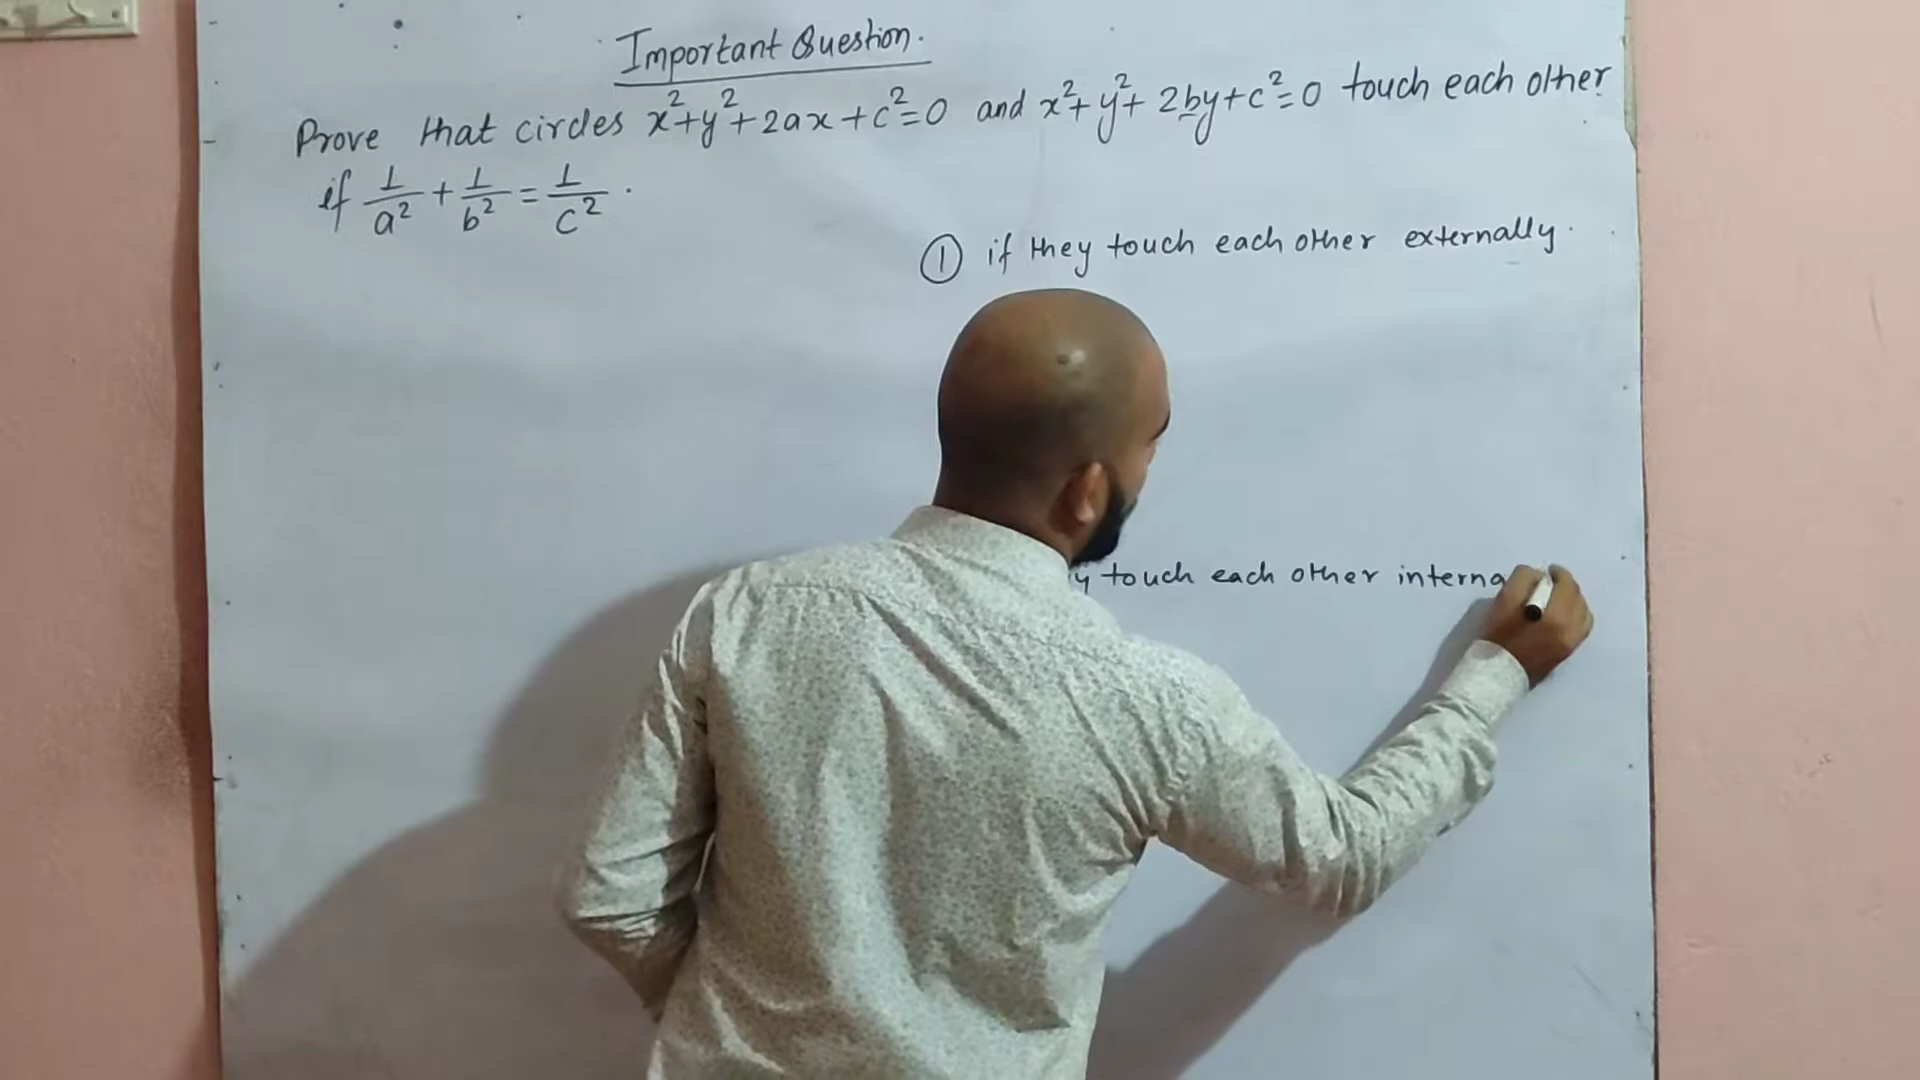 Important Question.
Prove that circles x²+y²+2ax+c²=0 and x²+y²+2by+c²=0 touch each other
if 1/a² + 1/b² = 1/c².
① if they touch each other externally.
y touch each other interna